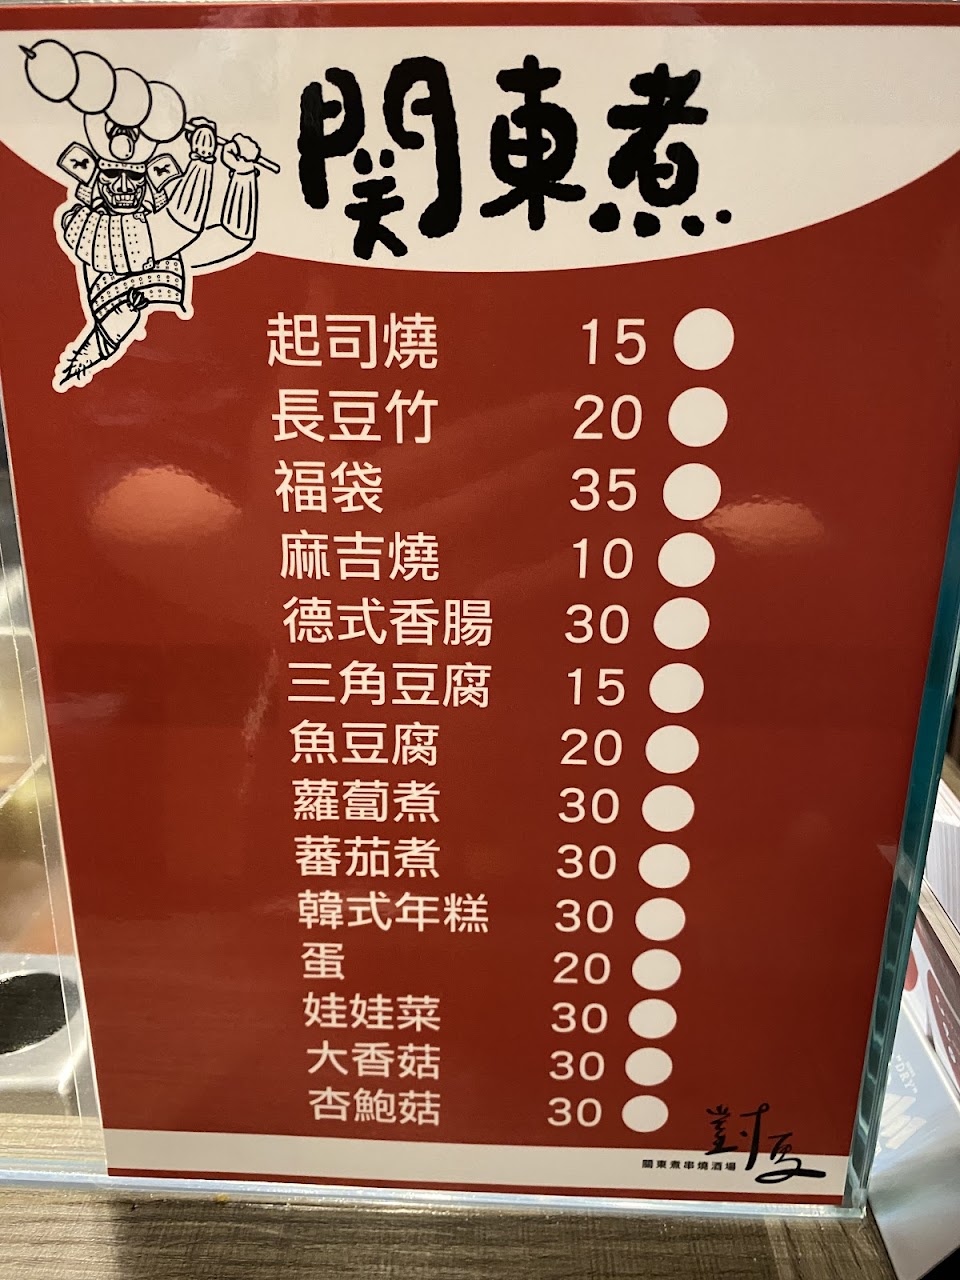 關東煮
起司燒 15
長豆竹 20
福袋 35
麻吉燒 10
德式香腸 30
三角豆腐 15
魚豆腐 20
蘿蔔煮 30
蕃茄煮 30
韓式年糕 30
蛋 20
娃娃菜 30
大香菇 30
杏鮑菇 30
關東煮串燒酒場